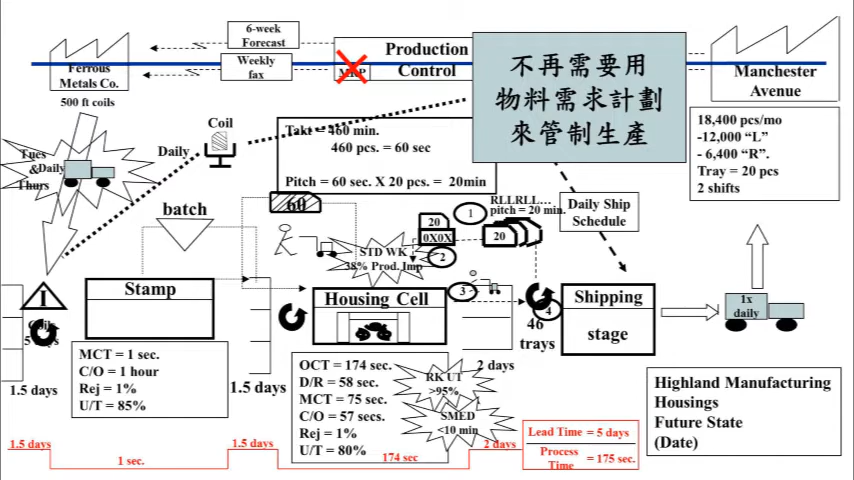 6-week
Forecast
Weekly
fax
Production
Control
MRP
不再需要用
物料需求計劃
來管制生產
Ferrous
Metals Co.
500 ft coils
Manchester
Avenue
18,400 pcs/mo
-12,000 “L”
- 6,400 “R”.
Tray = 20 pcs
2 shifts
Coil
Daily
Takt = 460 min.
460 pcs. = 60 sec
Pitch = 60 sec. X 20 pcs. = 20min
Tues
&
Thurs
Daily
batch
60
RLLRLL…
pitch = 20 min.
1
20
0X0X
20
2
Daily Ship
Schedule
STD WK
38% Prod. Imp
I
Coils
5 days
Stamp
Housing Cell
3
4
46
trays
Shipping
stage
1x
daily
MCT = 1 sec.
C/O = 1 hour
Rej = 1%
U/T = 85%
1.5 days
1.5 days
OCT = 174 sec.
D/R = 58 sec.
MCT = 75 sec.
C/O = 57 secs.
Rej = 1%
U/T = 80%
RK UT
>95%
SMED
<10 min
2 days
Highland Manufacturing
Housings
Future State
(Date)
1.5 days
1 sec.
1.5 days
174 sec
2 days
Lead Time = 5 days
Process
Time = 175 sec.